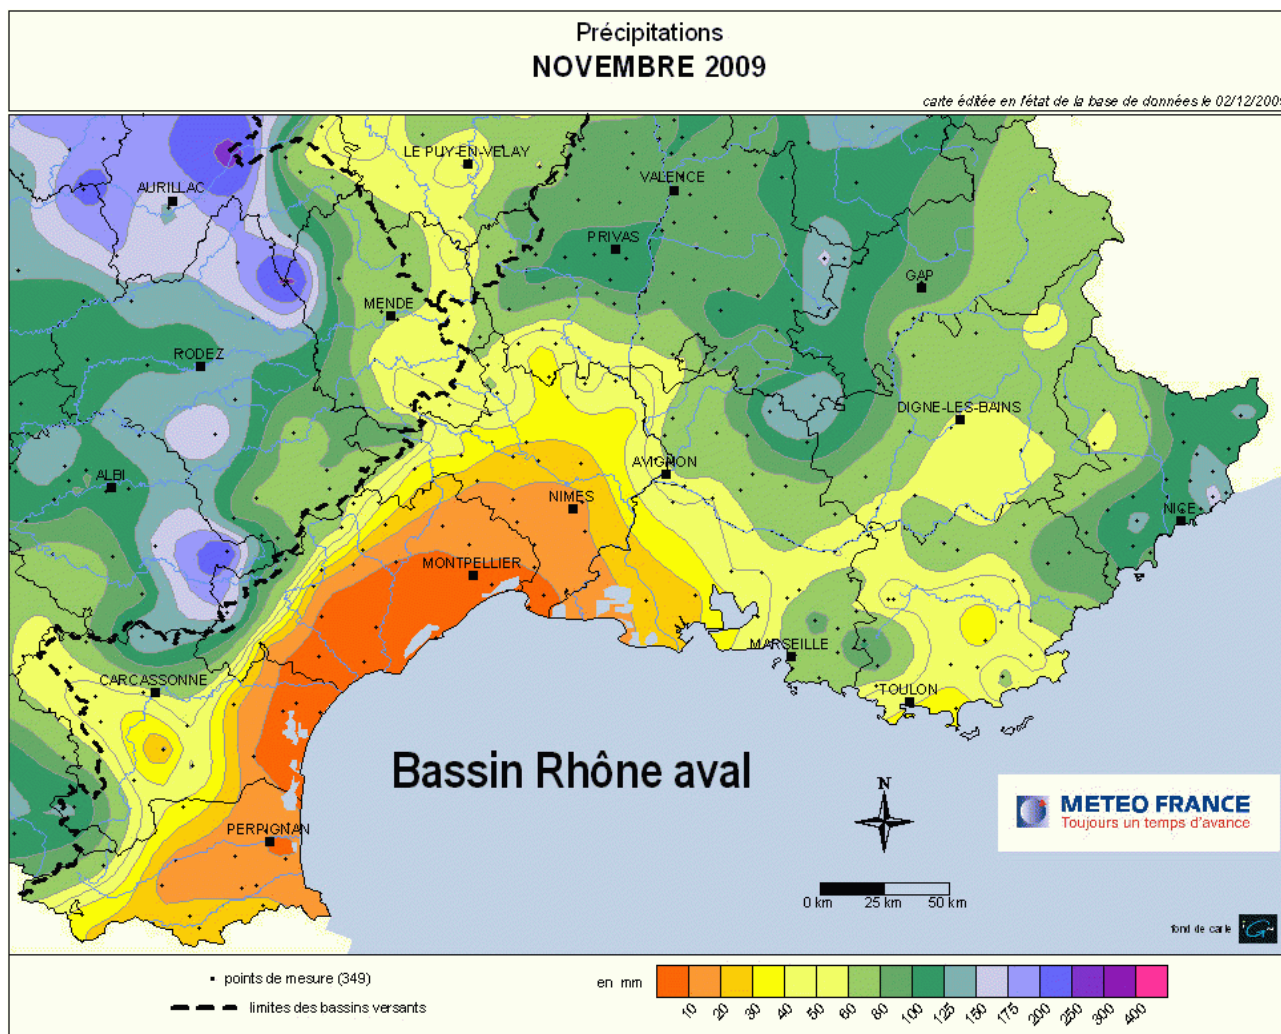 Précipitations
NOVEMBRE 2009
carte éditée en l'état de la base de données le 02/12/2009
LE PUY-EN-VELAY
AURILLAC
VALENCE
PRIVAS
GAP
MENDE
RODEZ
DIGNE-LES-BAINS
AVIGNON
ALBI
NIMES
NICE
MONTPELLIER
MARSEILLE
CARCASSONNE
TOULON
Bassin Rhône aval
N
METEO FRANCE
Toujours un temps d'avance
PERPIGNAN
0 km 25 km 50 km
fond de carte
points de mesure (349)
en mm
limites des bassins versants
10 20 30 40 50 60 80 100 125 150 175 200 250 300 400